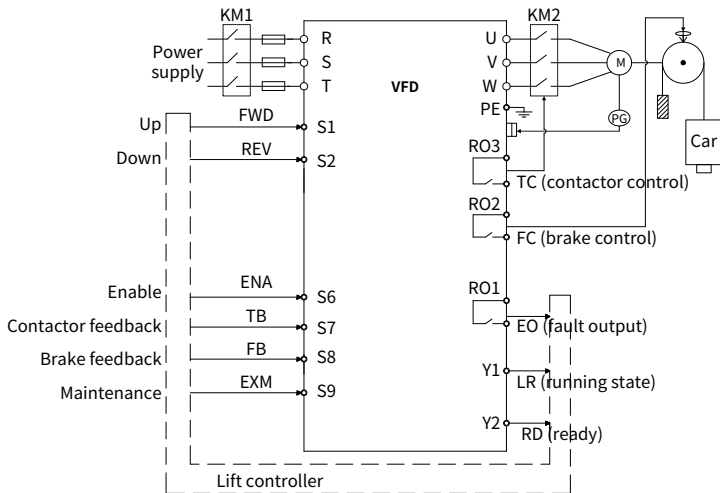 KM1
KM2
Power
supply
R
S
T
VFD
U
V
W
PE
M
PG
Car
Up
FWD
S1
Down
REV
S2
RO3
TC (contactor control)
RO2
FC (brake control)
Enable
ENA
S6
Contactor feedback
TB
S7
Brake feedback
FB
S8
Maintenance
EXM
S9
RO1
EO (fault output)
Y1
LR (running state)
Y2
RD (ready)
Lift controller